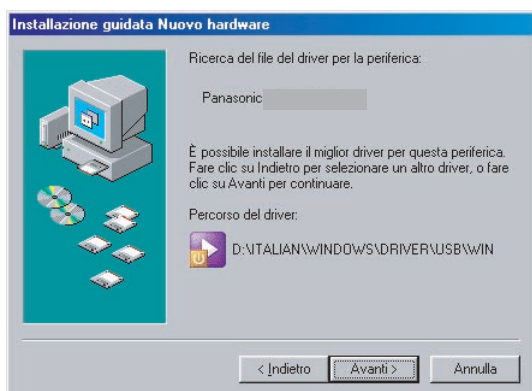 Installazione guidata Nuovo hardware
Ricerca del file del driver per la periferica:
Panasonic
È possibile installare il miglior driver per questa periferica.
Fare clic su Indietro per selezionare un altro driver, o fare
clic su Avanti per continuare.
Percorso del driver:
D:\ITALIAN\WINDOWS\DRIVER\USB\WIN
< Indietro
Avanti >
Annulla